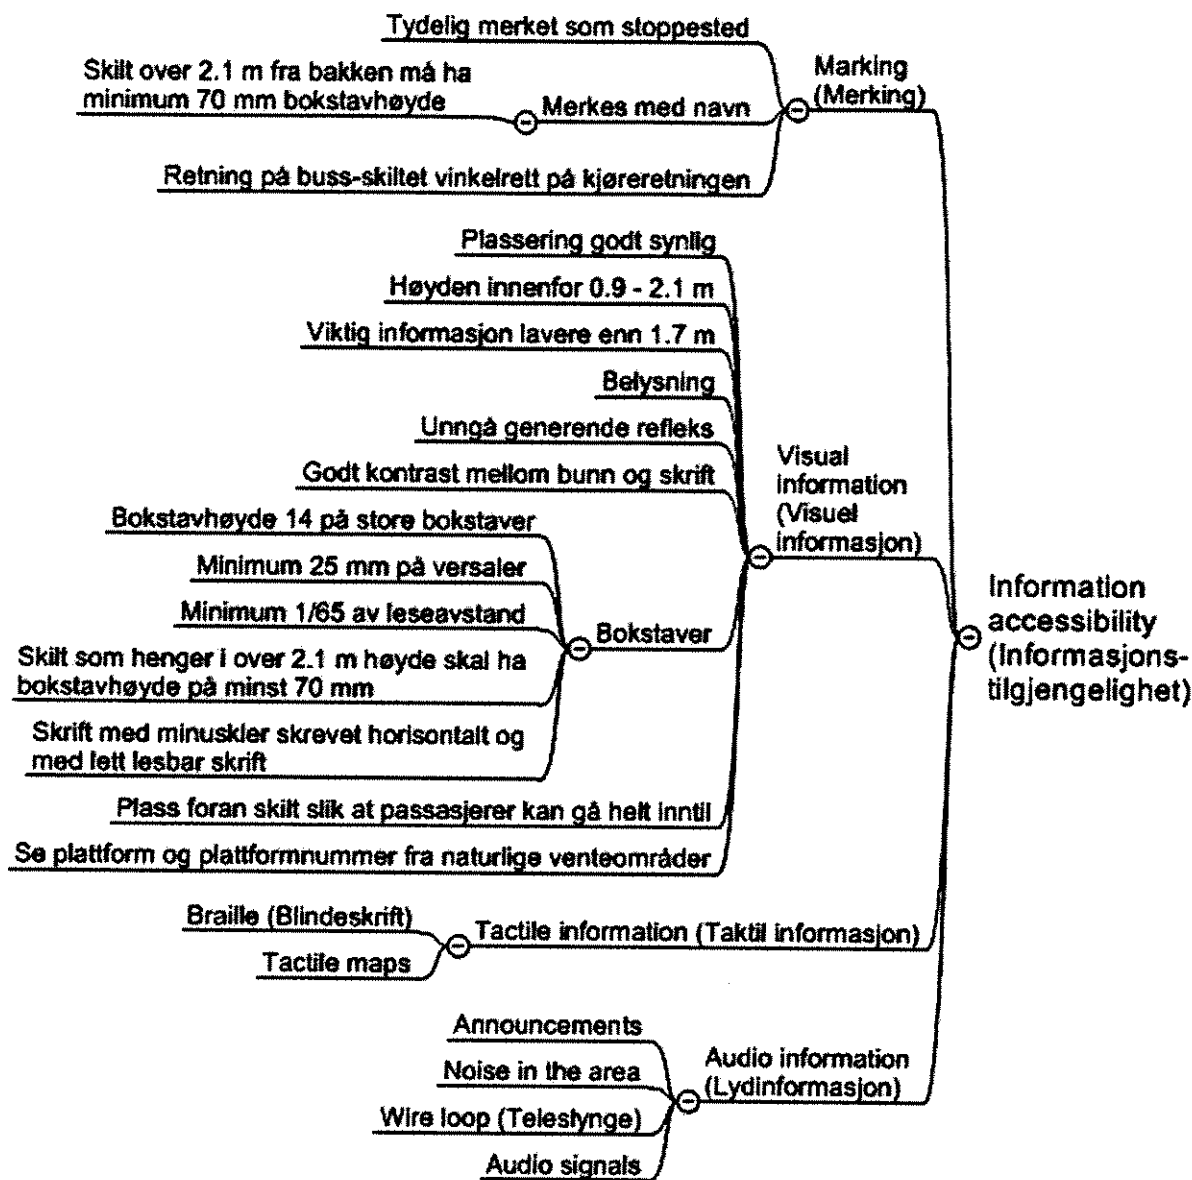 Tydelig merket som stoppested
Skilt over 2.1 m fra bakken må ha
minimum 70 mm bokstavhøyde
Merkes med navn
Retning på buss-skiltet vinkelrett på kjøreretningen
Marking
(Merking)
Plassering godt synlig
Høyden innenfor 0.9 - 2.1 m
Viktig informasjon lavere enn 1.7 m
Belysning
Unngå generende refleks
Godt kontrast mellom bunn og skrift
Bokstavhøyde 14 på store bokstaver
Minimum 25 mm på versaler
Minimum 1/65 av leseavstand
Skilt som henger i over 2.1 m høyde skal ha
bokstavhøyde på minst 70 mm
Skrift med minuskler skrevet horisontalt og
med lett lesbar skrift
Bokstaver
Plass foran skilt slik at passasjerer kan gå helt inntil
Se plattform og plattformnummer fra naturlige venteområder
Visual
information
(Visuel
informasjon)
Braille (Blindeskrift)
Tactile maps
Tactile information (Taktil informasjon)
Announcements
Noise in the area
Wire loop (Teleslynge)
Audio signals
Audio information
(Lydinformasjon)
Information
accessibility
(Informasjons-
tilgjengelighet)